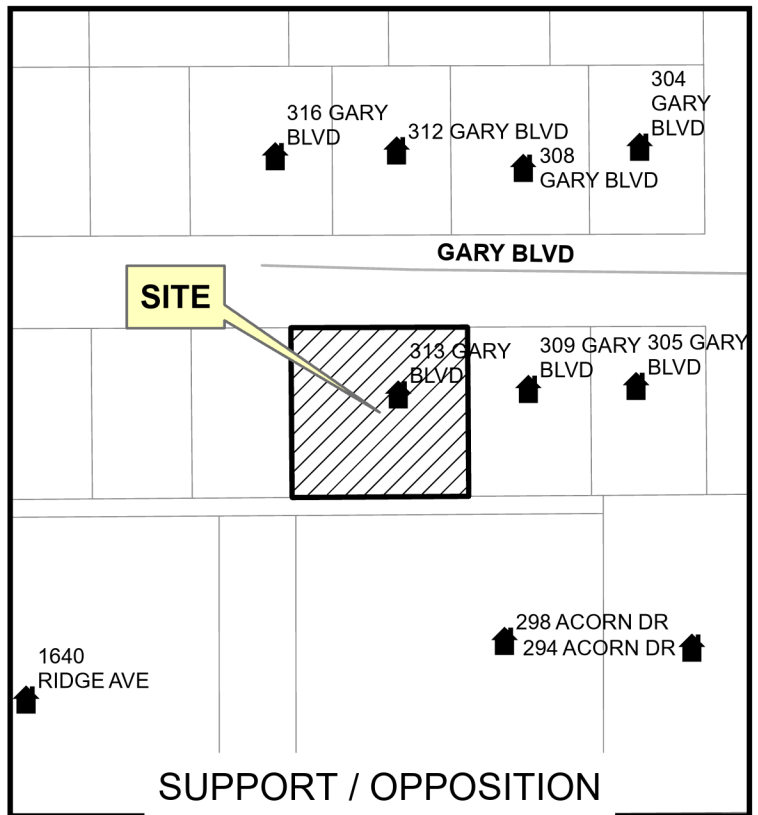 304
GARY
BLVD
316 GARY
BLVD
312 GARY BLVD
308
GARY BLVD
GARY BLVD
SITE
313 GARY
BLVD
309 GARY
BLVD
305 GARY
BLVD
298 ACORN DR
294 ACORN DR
1640
RIDGE AVE
SUPPORT / OPPOSITION